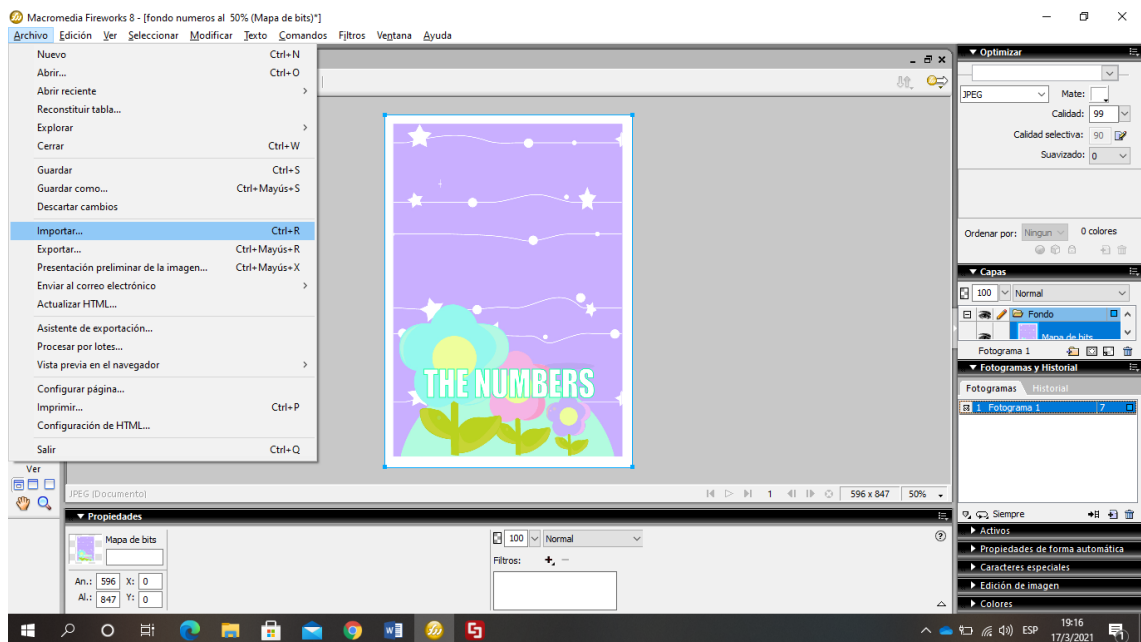 Macromedia Fireworks 8 - [fondo numeros al 50% (Mapa de bits)*]
Archivo Edición Ver Seleccionar Modificar Texto Comandos Filtros Ventana Ayuda
Nuevo Ctrl+N
Abrir... Ctrl+O
Abrir reciente
Reconstituir tabla...
Explorar
Cerrar Ctrl+W
Guardar Ctrl+S
Guardar como... Ctrl+Mayús+S
Descartar cambios
Importar... Ctrl+R
Exportar... Ctrl+Mayús+R
Presentación preliminar de la imagen... Ctrl+Mayús+X
Enviar al correo electrónico
Actualizar HTML...
Asistente de exportación...
Procesar por lotes...
Vista previa en el navegador
Configurar página...
Imprimir... Ctrl+P
Configuración de HTML...
Salir Ctrl+Q
Ver
THE NUMBERS
JPEG (Documento)
1 596 x 847 50%
Propiedades
Mapa de bits
An.: 596 X: 0
Al.: 847 Y: 0
100 Normal
Filtros:
Optimizar
JPEG Mate:
Calidad: 99
Calidad selectiva: 90
Suavizado: 0
Ordenar por: Ningun 0 colores
Capas
100 Normal
Fondo
Mapa de bits
Fotograma 1
Fotogramas y Historial
Fotogramas Historial
1 Fotograma 1 7
Siempre
Activos
Propiedades de forma automática
Caracteres especiales
Edición de imagen
Colores
ESP
19:16
17/3/2021